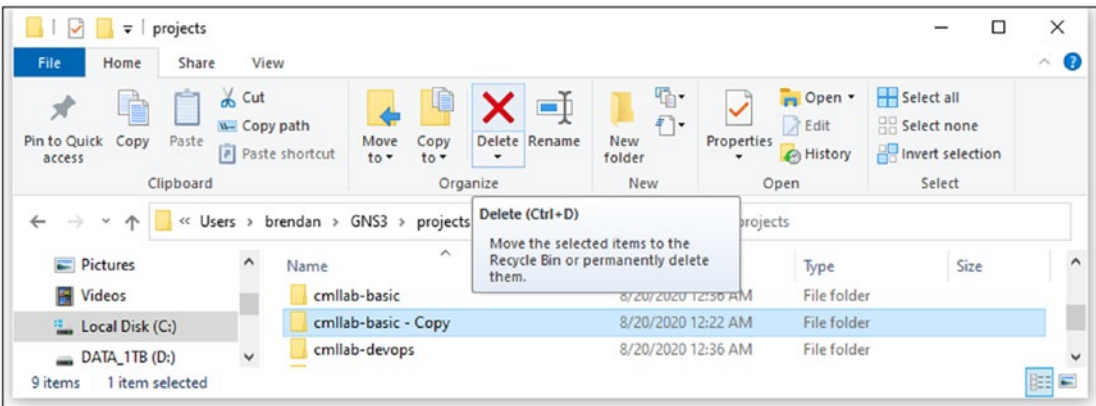 projects
File Home Share View
Pin to Quick access
Copy
Paste
Cut
Copy path
Paste shortcut
Move to
Copy to
Delete
Rename
New folder
Properties
Open
Edit
History
Select all
Select none
Invert selection
Clipboard Organize New Open Select
« Users › brendan › GNS3 › projects
projects
Delete (Ctrl+D)
Move the selected items to the
Recycle Bin or permanently delete
them.
Pictures
Videos
Local Disk (C:)
DATA_1TB (D:)
Name Type Size
cmllab-basic 8/20/2020 12:36 AM File folder
cmllab-basic - Copy 8/20/2020 12:22 AM File folder
cmllab-devops 8/20/2020 12:36 AM File folder
9 items 1 item selected